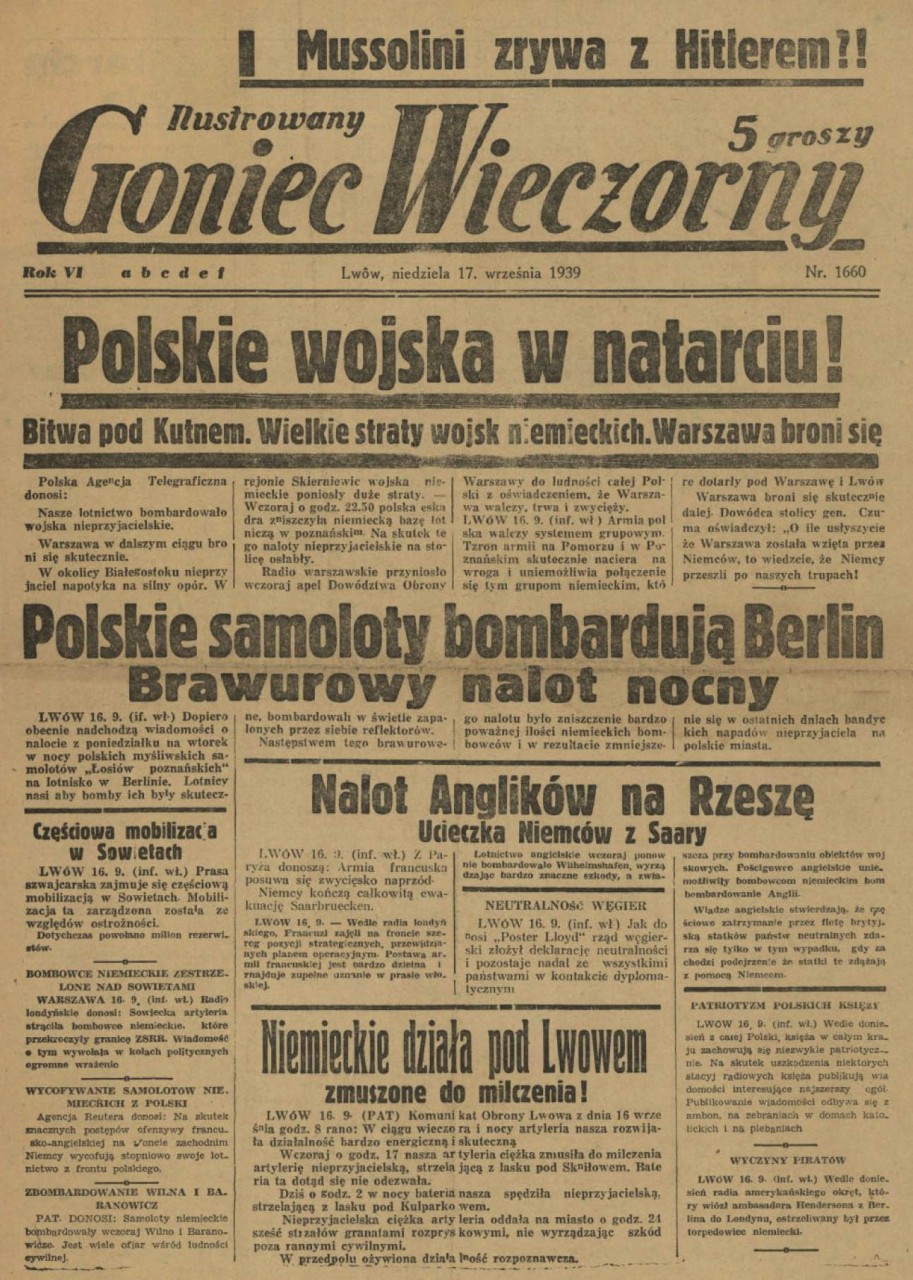 I Mussolini zrywa z Hitlerem?!
Ilustrowany
Goniec Wieczorny
5 groszy
Rok VI a b c d e f
Lwów, niedziela 17. września 1939
Nr. 1660
Polskie wojska w natarciu!
Bitwa pod Kutnem. Wielkie straty wojsk niemieckich. Warszawa broni się
Polska Agencja Telegraficzna
donosi:
Nasze lotnictwo bombardowało
wojska nieprzyjacielskie.
Warszawa w dalszym ciągu bro
ni się skutecznie.
W okolicy Białegostoku nieprzy
jaciel napotyka na silny opór. W
rejonie Skierniewic wojska nie-
mieckie poniosły duże straty. —
Wczoraj o godz. 22.50 polska eska
dra zniszczyła niemiecką bazę lot
niczą w poznańskim. Na skutek te
go naloty nieprzyjacielskie na sto-
licę osłabły.
Radio warszawskie przyniosło
wczoraj apel Dowództwa Obrony
Warszawy do ludności całej Pol-
ski z oświadczeniem, że Warsza-
wa walczy, trwa i zwycięży.
LWÓW 16. 9. (inf. wł) Armia pol
ska walczy systemem grupowym.
Tzron armii na Pomorzu i w Po-
znańskim skutecznie naciera na
wroga i uniemożliwia połączenie
się tym grupom niemieckim, któ
re dotarły pod Warszawę i Lwów
Warszawa broni się skutecznie
dalej. Dowódca stolicy gen. Czu-
ma oświadczył: „O ile usłyszycie
że Warszawa została wzięta przez
Niemców, to wiedzcie, że Niemcy
przeszli po naszych trupach!
Polskie samoloty bombardują Berlin
Brawurowy nalot nocny
LWÓW 16. 9. (if. wł.) Dopiero
obecnie nadchodzą wiadomości o
nalocie z poniedziałku na wtorek
w nocy polskich myśliwskich sa-
molotów „Łosiów poznańskich"
na lotnisko w Berlinie. Lotnicy
nasi aby bomby ich były skutecz-
ne, bombardowali w świetle zapa-
lonych przez siebie reflektorów.
Następstwem tego brawurowe-
go nalotu było zniszczenie bardzo
poważnej ilości niemieckich bom-
bowców i w rezultacie zmniejsze-
nie się w ostatnich dniach bandyc
kich napadów nieprzyjaciela na
polskie miasta.
Częściowa mobilizacja
w Sowietach
LWÓW 16. 9. (inf. wł.) Prasa
szwajcarska zajmuje się częściową
mobilizacją w Sowietach. Mobili-
zacja ta zarządzona została ze
względów ostrożności.
Dotychczas powołano milion rezerwi-
stów.
BOMBOWCE NIEMIECKIE ZESTRZE-
LONE NAD SOWIETAMI
WARSZAWA 16. 9. (inf. wł.) Radio
londyńskie donosi: Sowiecka artyleria
strąciła bombowce niemieckie, które
przekroczyły granicę ZSRR. Wiadomość
o tym wywołała w kołach politycznych
ogromne wrażenie
WYCOFYWANIE SAMOLOTÓW NIE-
MIECKICH Z POLSKI
Agencja Reutera donosi: Na skutek
znacznych postępów ofenzywy francu-
sko-angielskiej na froncie zachodnim
Niemcy wycofują stopniowo swoje lot-
nictwo z frontu polskiego.
ZBOMBARDOWANIE WILNA I BA-
RANOWICZ
PAT. DONOSI: Samoloty niemieckie
bombardowały wczoraj Wilno i Barano-
wicze. Jest wiele ofiar wśród ludności
cywilnej.
Nalot Anglików na Rzeszę
Ucieczka Niemców z Saary
LWÓW 16. 9. (inf. wł.) Z Pa-
ryża donoszą: Armia francuska
posuwa się zwycięsko naprzód
Niemcy kończą całkowitą ewa-
kuację Saarbruecken.
LWÓW 16. 9. — Wedle radia londyń
skiego, Francuzi zajęli na froncie sze-
reg pozycji strategicznych, przewidzia-
nych planem operacyjnym. Postawa ar-
mii francuskiej jest bardzo dzielna i
znajduje zupełne uznanie w prasie włos-
kiej.
Lotnictwo angielskie wczoraj ponow
nie bombardowało Wilhelmshafen, wyrzą
dzając bardzo znaczne szkody, a zwła-
szcza przy bombardowaniu obiektów woj
skowych. Pościgowce angielskie unie-
możliwiły bombowcom niemieckim bom
bardowanie Anglii.
Władze angielskie stwierdzają, że czę
ściowe zatrzymanie przez flotę brytyj-
ską statków państw neutralnych zda-
rza się tylko w tym wypadku, gdy za
chodzi podejrzenie że statki te zdążają
z pomocą Niemcem.
NEUTRALNOŚĆ WĘGIER
LWÓW 16. 9. (inf. wł) Jak do
nosi „Poster Lloyd" rząd węgier-
ski złożył deklarację neutralności
i pozostaje nadal ze wszystkimi
państwami w kontakcie dyploma-
tycznym
PATRIOTYZM POLSKICH KSIĘŻY
LWÓW 16. 9. (inf. wł.) Wedle donie-
sień z całej Polski, księża w całym kra-
ju zachowują się niezwykle patriotycz-
nie. Na skutek uszkodzenia niektórych
stacyj radiowych księża publikują wia
domości interesujące najszerszy ogół.
Publikowanie wiadomości odbywa się z
ambon, na zebraniach w domach kato-
lickich i na plebaniach
WYCZYNY PIRATÓW
LWÓW 16. 9. (inf. wł.) Wedle donie-
sień radia amerykańskiego okręt, któ-
ry wiózł ambasadora Hendersona z Ber-
lina do Londynu, ostrzeliwany był przez
torpedowiec niemiecki.
Niemieckie działa pod Lwowem
zmuszone do milczenia!
LWÓW 16. 9. (PAT) Komunikat Obrony Lwowa z dnia 16 wrze
śnia godz. 8 rano: W ciągu wieczora i nocy artyleria nasza rozwija-
ła działalność bardzo energiczną i skuteczną
Wczoraj o godz. 17 nasza artyleria ciężka zmusiła do milczenia
artylerię nieprzyjacielską, strzelającą z lasku pod Skniłowem. Bate
ria ta dotąd się nie odezwała.
Dziś o godz. 2 w nocy bateria nasza spędziła nieprzyjacielską,
strzelającą z lasku pod Kulparkowem.
Nieprzyjacielska ciężka artyleria oddała na miasto o godz. 24
sześć strzałów granatami rozpryskowymi, nie wyrządzając szkód
poza rannymi cywilnymi.
W przedpolu ożywiona działalność rozpoznawcza.